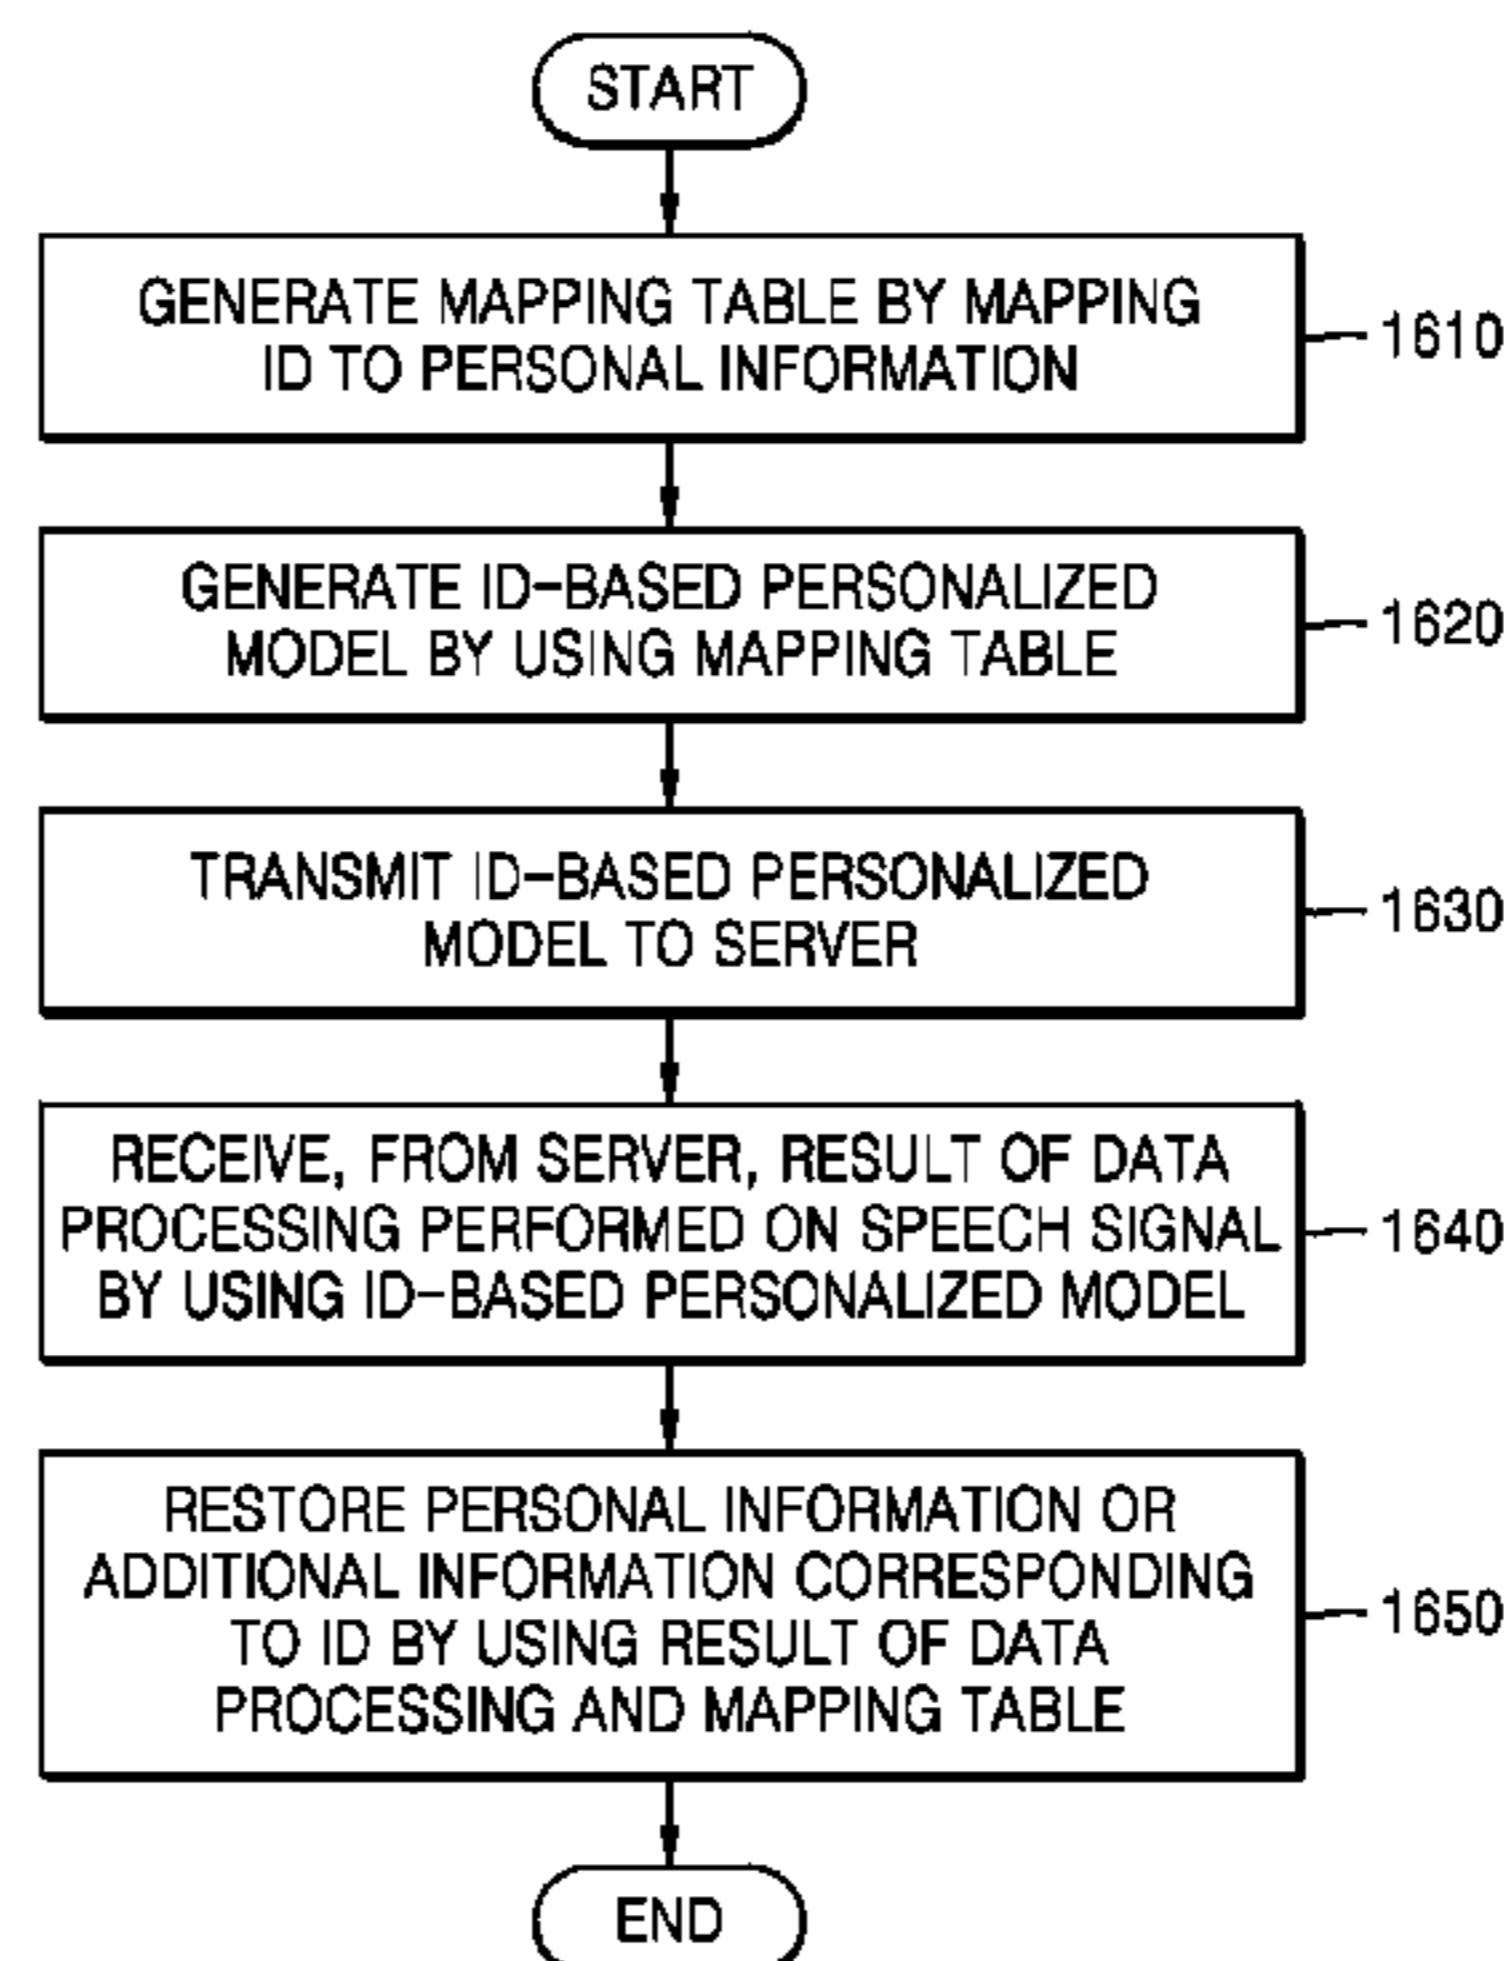 START
GENERATE MAPPING TABLE BY MAPPING
ID TO PERSONAL INFORMATION
1610
GENERATE ID-BASED PERSONALIZED
MODEL BY USING MAPPING TABLE
1620
TRANSMIT ID-BASED PERSONALIZED
MODEL TO SERVER
1630
RECEIVE, FROM SERVER, RESULT OF DATA
PROCESSING PERFORMED ON SPEECH SIGNAL
BY USING ID-BASED PERSONALIZED MODEL
1640
RESTORE PERSONAL INFORMATION OR
ADDITIONAL INFORMATION CORRESPONDING
TO ID BY USING RESULT OF DATA
PROCESSING AND MAPPING TABLE
1650
END